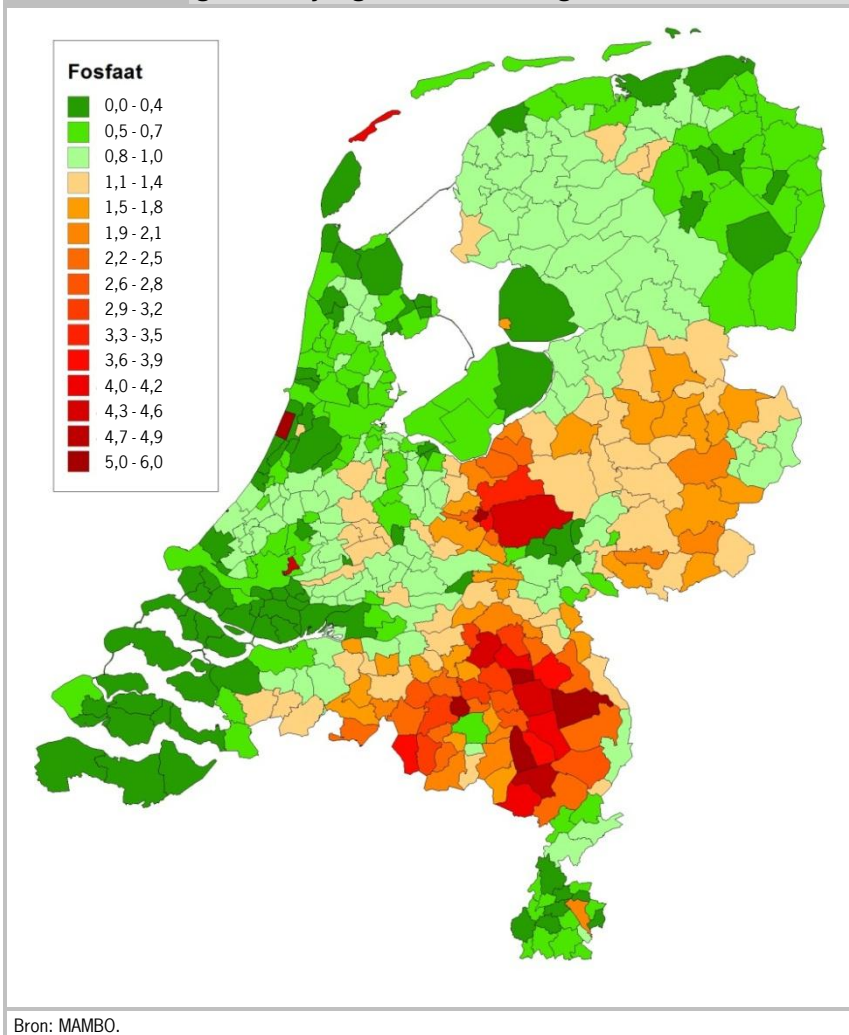 Fosfaat
0,0 - 0,4
0,5 - 0,7
0,8 - 1,0
1,1 - 1,4
1,5 - 1,8
1,9 - 2,1
2,2 - 2,5
2,6 - 2,8
2,9 - 3,2
3,3 - 3,5
3,6 - 3,9
4,0 - 4,2
4,3 - 4,6
4,7 - 4,9
5,0 - 6,0
Bron: MAMBO.